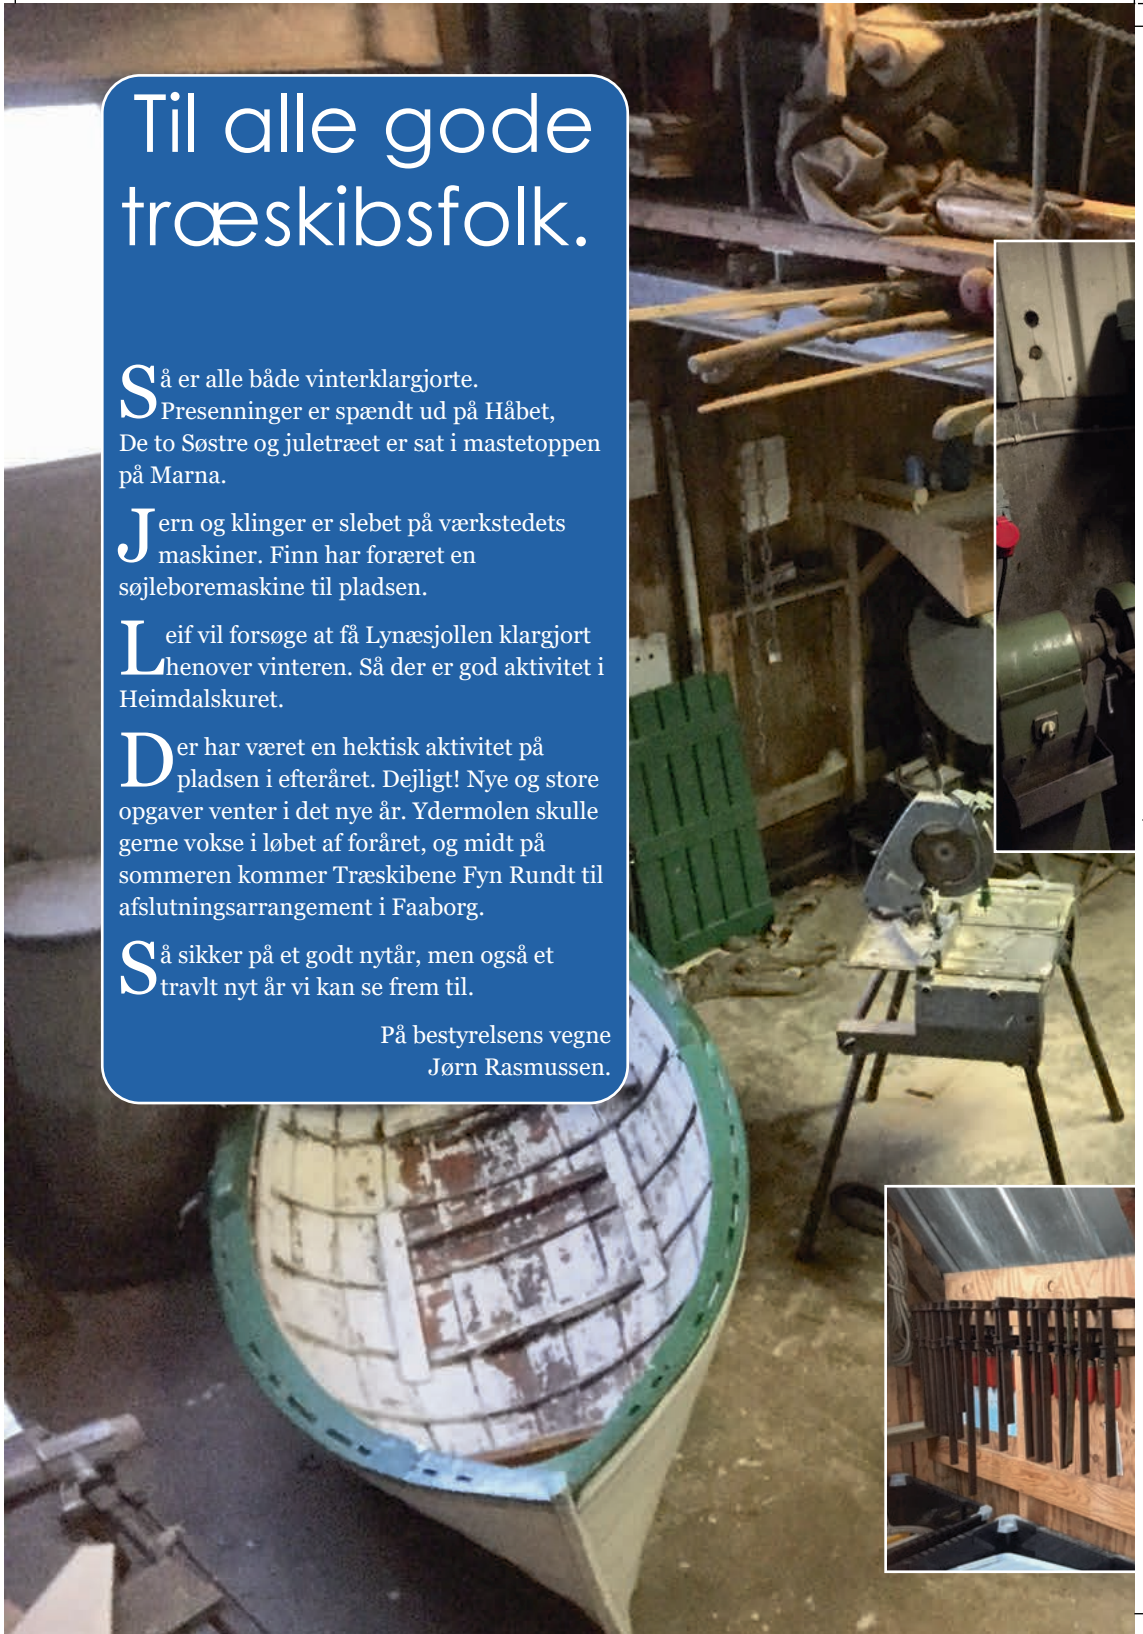 Til alle gode
træskibsfolk.
Så er alle både vinterklargjorte.
Presenninger er spændt ud på Håbet,
De to Søstre og juletræet er sat i mastetoppen
på Marna.
Jern og klinger er slebet på værkstedets
maskiner. Finn har foræret en
søjleboremaskine til pladsen.
Leif vil forsøge at få Lynæsjollen klargjort
henover vinteren. Så der er god aktivitet i
Heimdalskuret.
Der har været en hektisk aktivitet på
pladsen i efteråret. Dejligt! Nye og store
opgaver venter i det nye år. Ydermolen skulle
gerne vokse i løbet af foråret, og midt på
sommeren kommer Træskibene Fyn Rundt til
afslutningsarrangement i Faaborg.
Så sikker på et godt nytår, men også et
travlt nyt år vi kan se frem til.
På bestyrelsens vegne
Jørn Rasmussen.